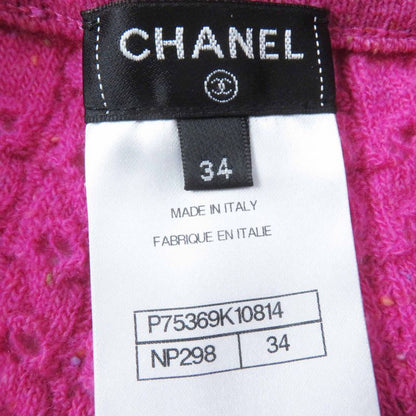 CHANEL
34
MADE IN ITALY
FABRIQUE EN ITALIE
P75369K10814
NP298 34